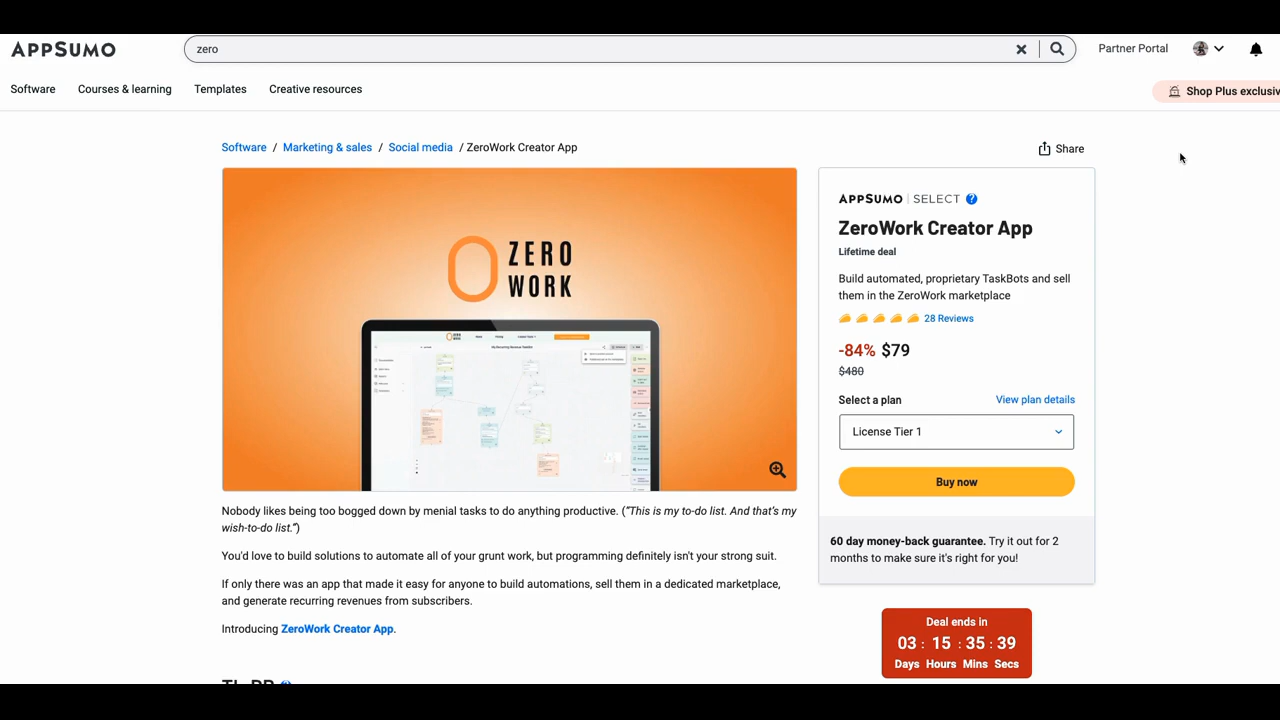 APPSUMO
zero
Partner Portal
Software
Courses & learning
Templates
Creative resources
Shop Plus exclusiv
Software / Marketing & sales / Social media / ZeroWork Creator App
Share
ZERO
WORK
APPSUMO | SELECT ?
ZeroWork Creator App
Lifetime deal
Build automated, proprietary TaskBots and sell
them in the ZeroWork marketplace
28 Reviews
-84% $79
$480
Select a plan
View plan details
License Tier 1
Buy now
60 day money-back guarantee. Try it out for 2
months to make sure it's right for you!
Nobody likes being too bogged down by menial tasks to do anything productive. (“This is my to-do list. And that’s my
wish-to-do list.”)
You'd love to build solutions to automate all of your grunt work, but programming definitely isn't your strong suit.
If only there was an app that made it easy for anyone to build automations, sell them in a dedicated marketplace,
and generate recurring revenues from subscribers.
Introducing ZeroWork Creator App.
Deal ends in
03 : 15 : 35 : 39
Days Hours Mins Secs